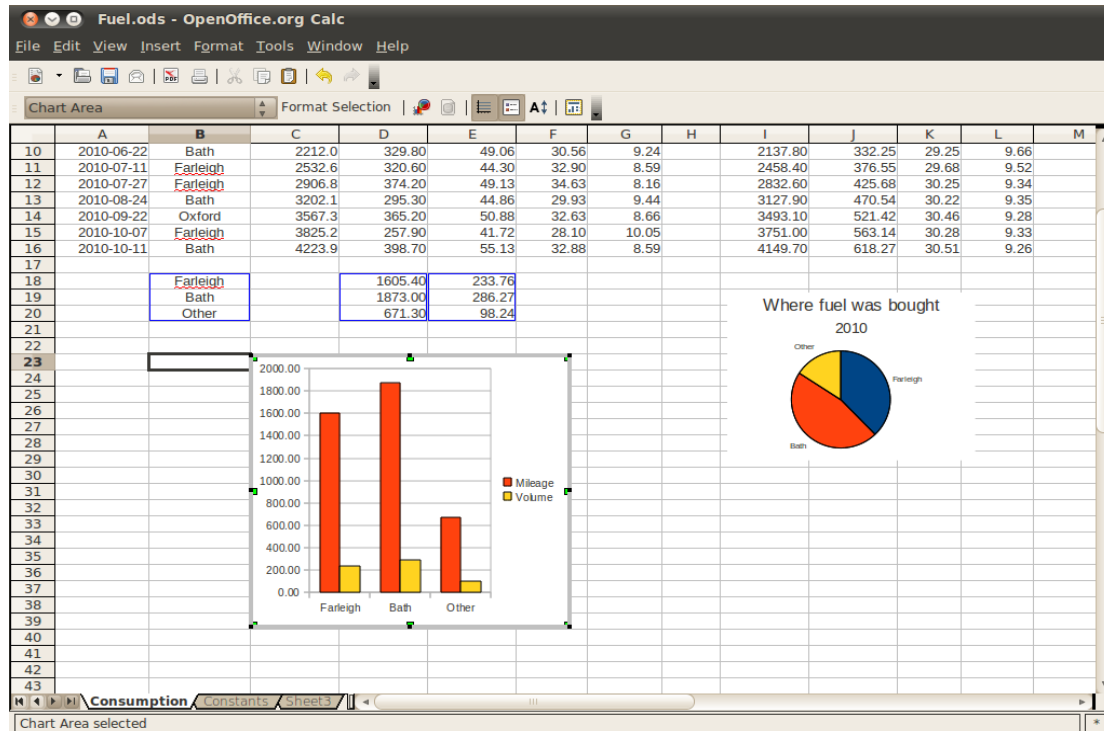 Fuel.ods - OpenOffice.org Calc
File Edit View Insert Format Tools Window Help
PDF
Chart Area Format Selection A
A B C D E F G H I J K L M
10 2010-06-22 Bath 2212.0 329.80 49.06 30.56 9.24 2137.80 332.25 29.25 9.66
11 2010-07-11 Farleigh 2532.6 320.60 44.30 32.90 8.59 2458.40 376.55 29.68 9.52
12 2010-07-27 Farleigh 2906.8 374.20 49.13 34.63 8.16 2832.60 425.68 30.25 9.34
13 2010-08-24 Bath 3202.1 295.30 44.86 29.93 9.44 3127.90 470.54 30.22 9.35
14 2010-09-22 Oxford 3567.3 365.20 50.88 32.63 8.66 3493.10 521.42 30.46 9.28
15 2010-10-07 Farleigh 3825.2 257.90 41.72 28.10 10.05 3751.00 563.14 30.28 9.33
16 2010-10-11 Bath 4223.9 398.70 55.13 32.88 8.59 4149.70 618.27 30.51 9.26
17
18 Farleigh 1605.40 233.76
19 Bath 1873.00 286.27
20 Other 671.30 98.24
21
22
23
24
25
26
27
28
29
30
31
32
33
34
35
36
37
38
39
40
41
42
43
Where fuel was bought
2010
Other
Farleigh
Bath
2000.00
1800.00
1600.00
1400.00
1200.00
1000.00
800.00
600.00
400.00
200.00
0.00
Farleigh Bath Other
Mileage
Volume
Consumption Constants Sheet3
Chart Area selected *